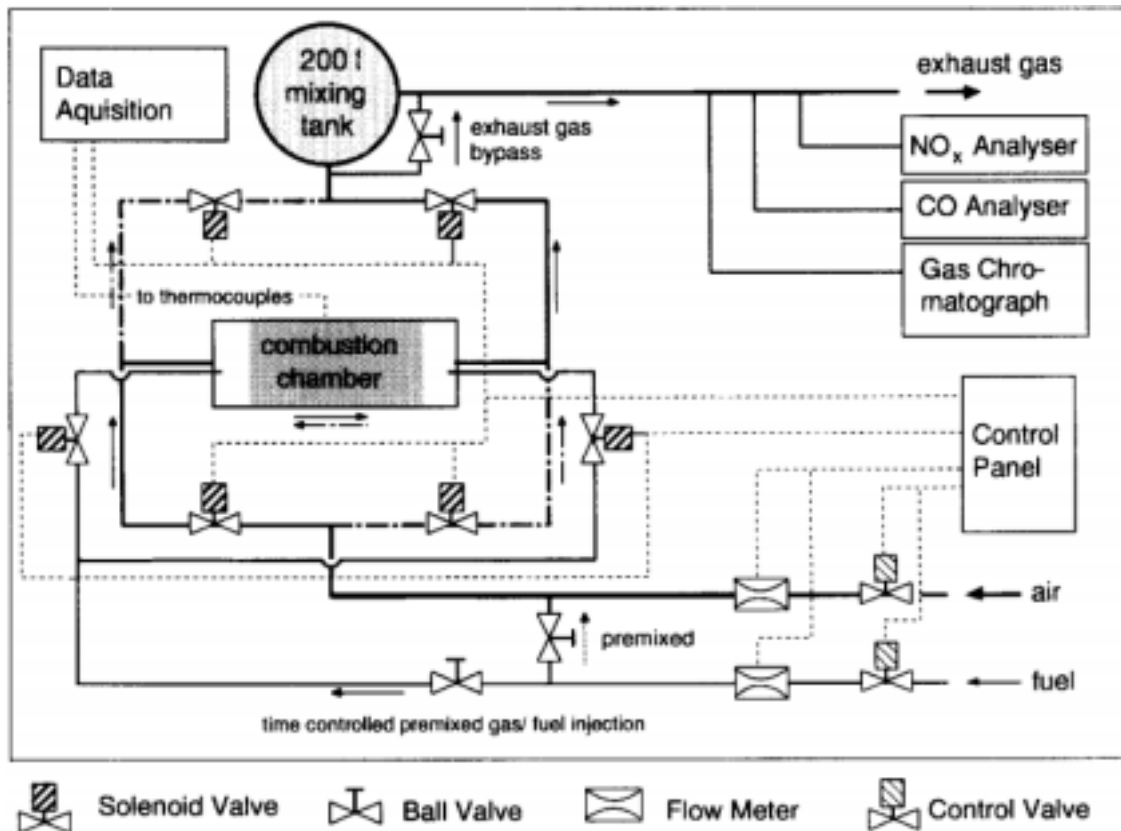 Data
Aquisition
200 l
mixing
tank
exhaust gas
exhaust gas
bypass
NOx Analyser
CO Analyser
Gas Chro-
matograph
to thermocouples
combustion
chamber
Control
Panel
air
premixed
fuel
time controlled premixed gas/ fuel injection
Solenoid Valve
Ball Valve
Flow Meter
Control Valve